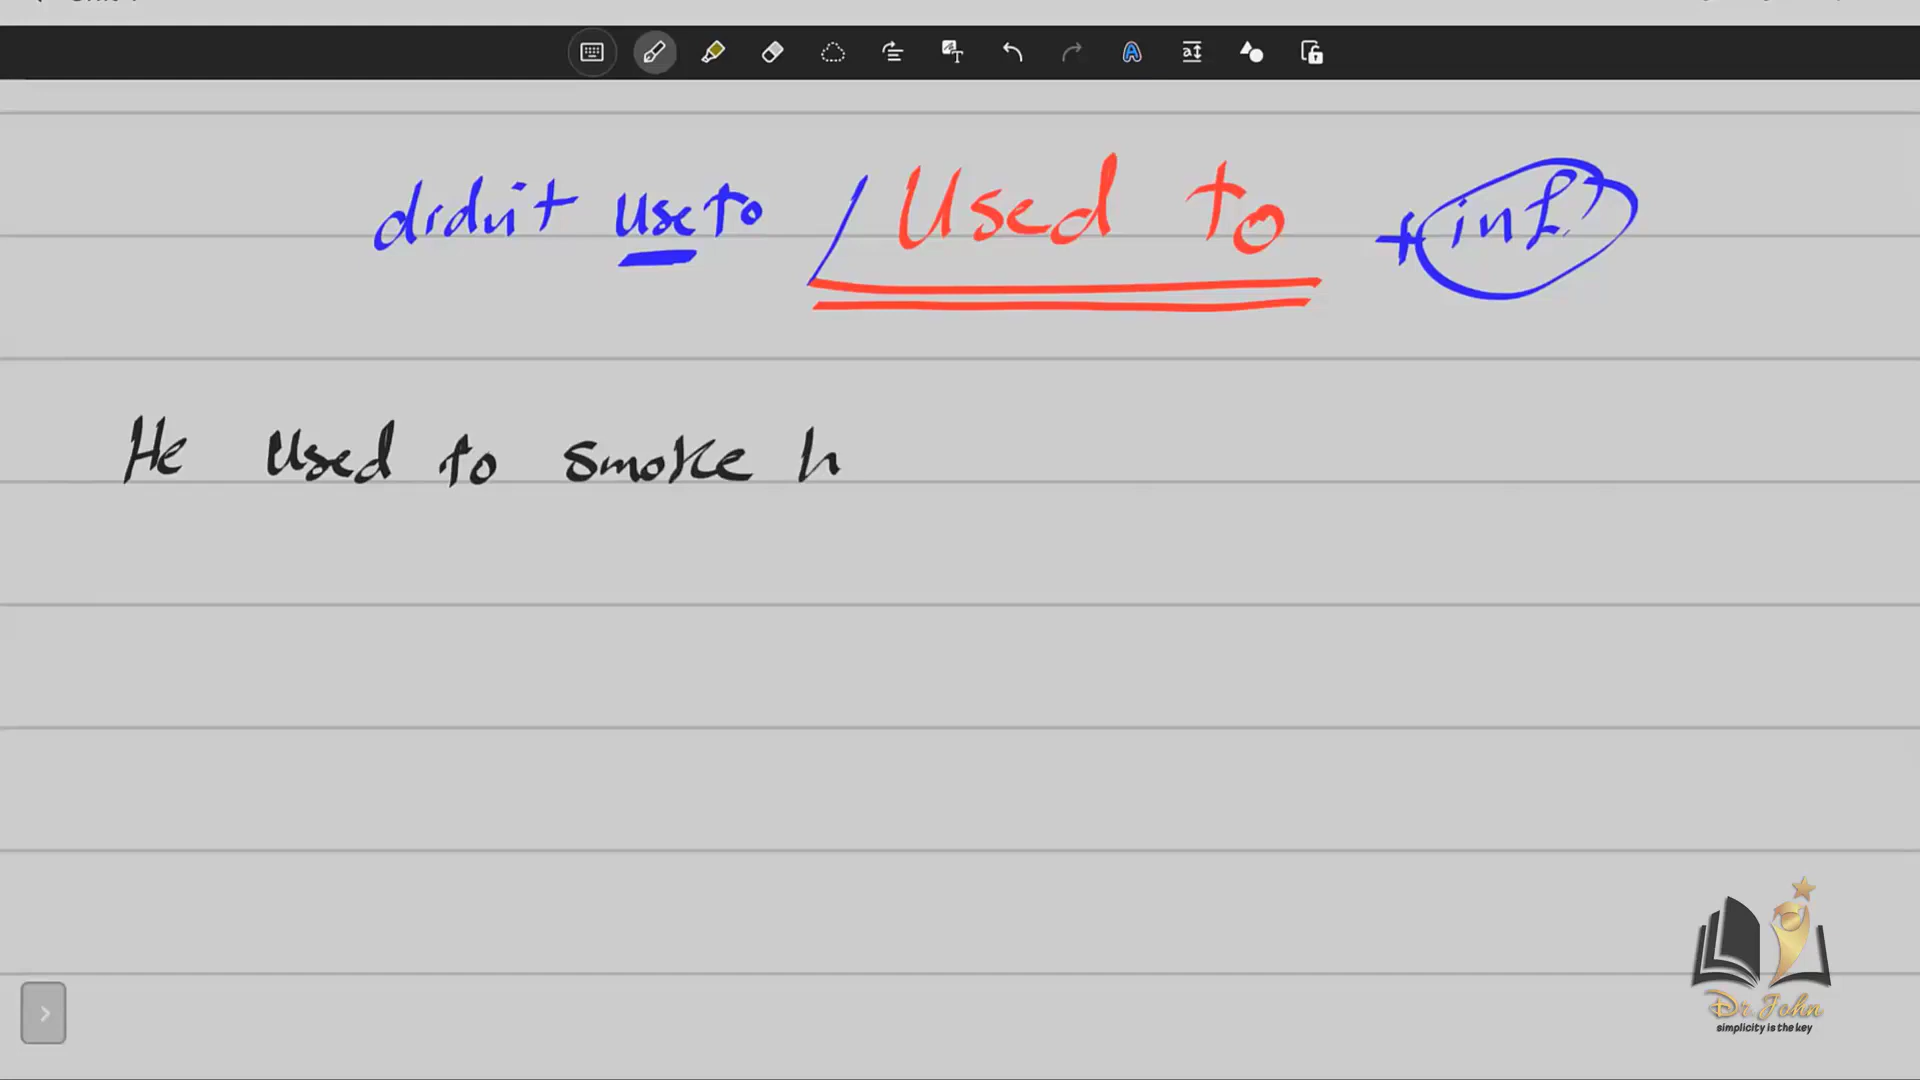 didn't use to / Used to + inf
He Used to smoke h
Dr. John
simplicity is the key